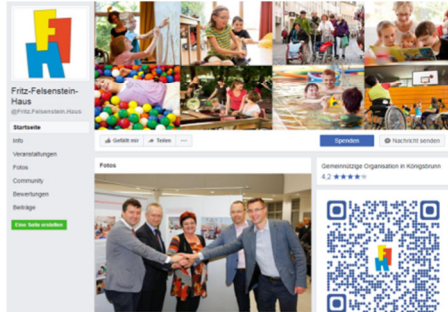 Fritz-Felsenstein-
Haus
@Fritz.Felsenstein.Haus
Startseite
Info
Veranstaltungen
Fotos
Community
Bewertungen
Beiträge
Eine Seite erstellen
Gefällt mir
Teilen
Spenden
Nachricht senden
Fotos
Gemeinnützige Organisation in Königsbrunn
4,2 ★★★★★